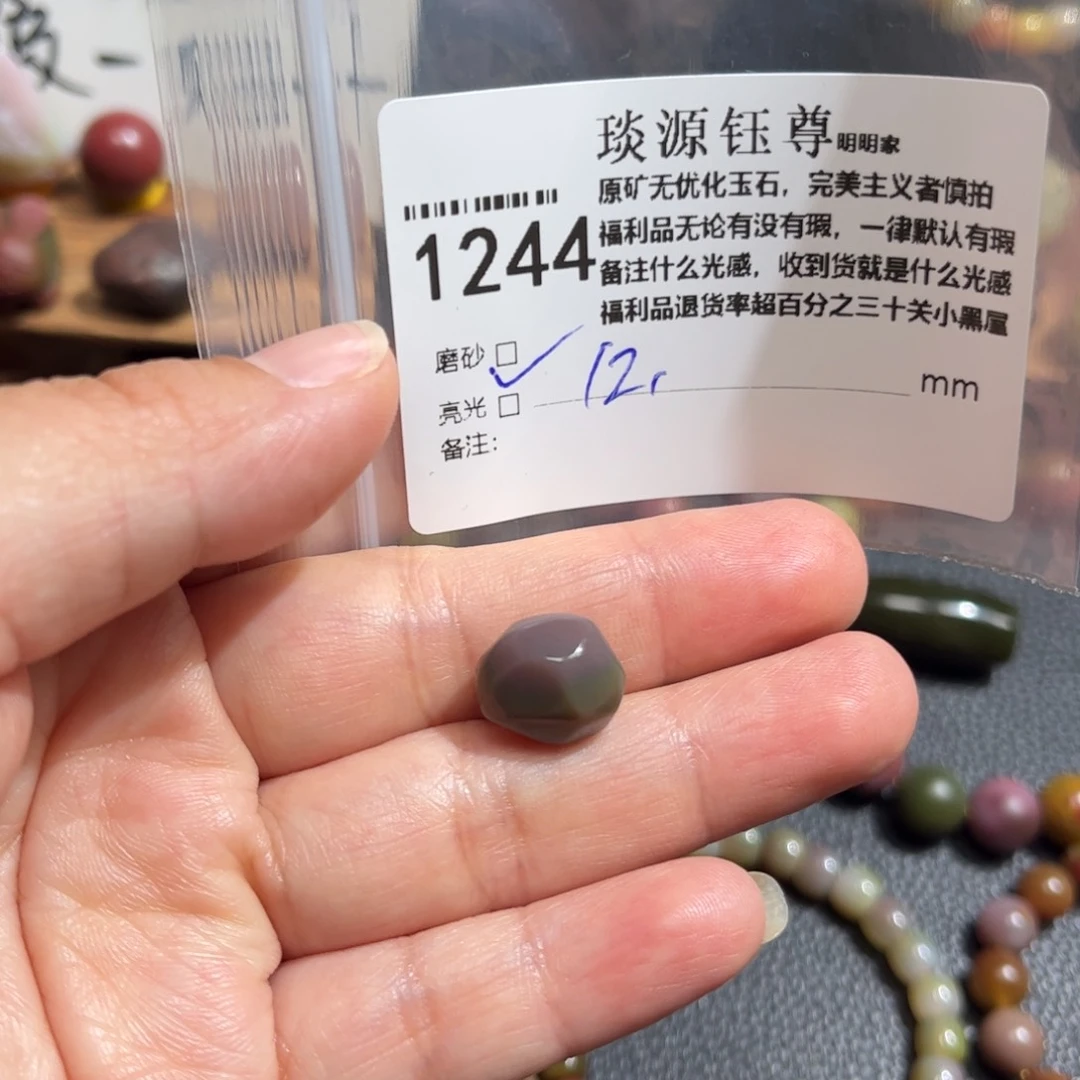 琰源钰尊明明家
原矿无优化玉石，完美主义者慎拍
1244
福利品无论有没有瑕，一律默认有瑕
备注什么光感，收到货就是什么光感
福利品退货率超百分之三十关小黑屋
磨砂 □
12
mm
亮光 □
备注：